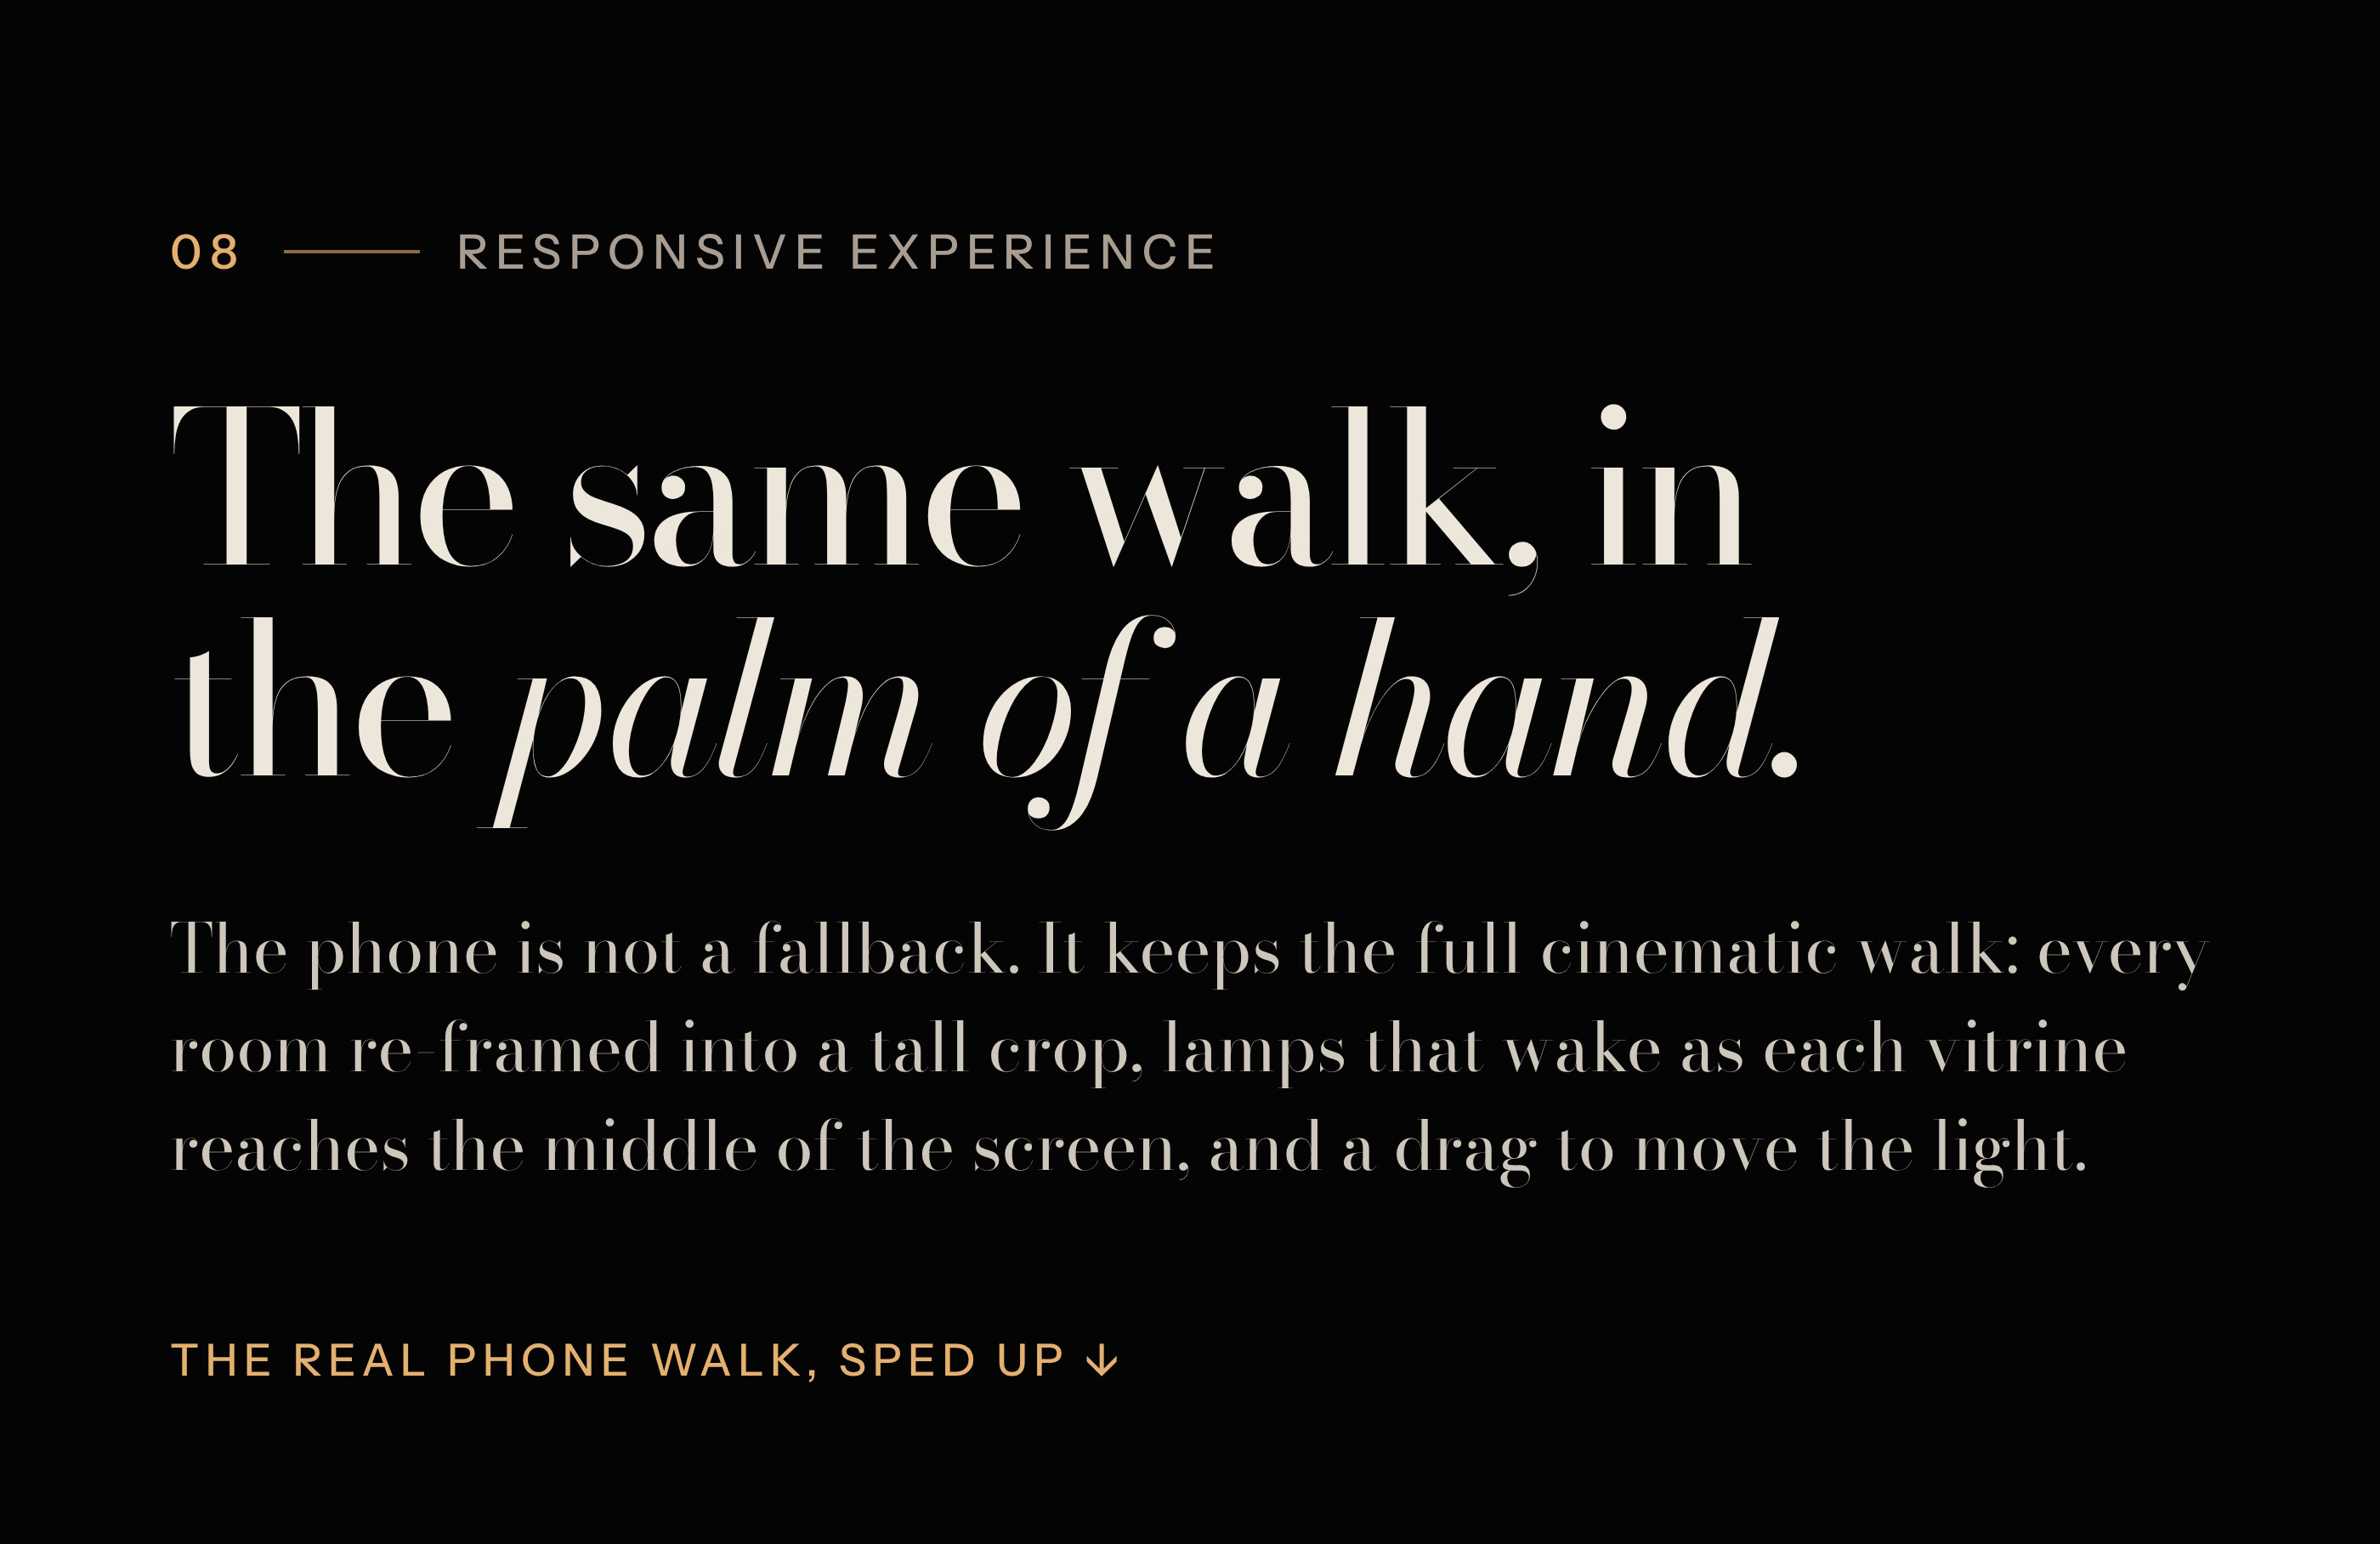 08 RESPONSIVE EXPERIENCE
The same walk, in
the palm of a hand.
The phone is not a fallback. It keeps the full cinematic walk: every
room re-framed into a tall crop, lamps that wake as each vitrine
reaches the middle of the screen, and a drag to move the light.
THE REAL PHONE WALK, SPED UP ↓